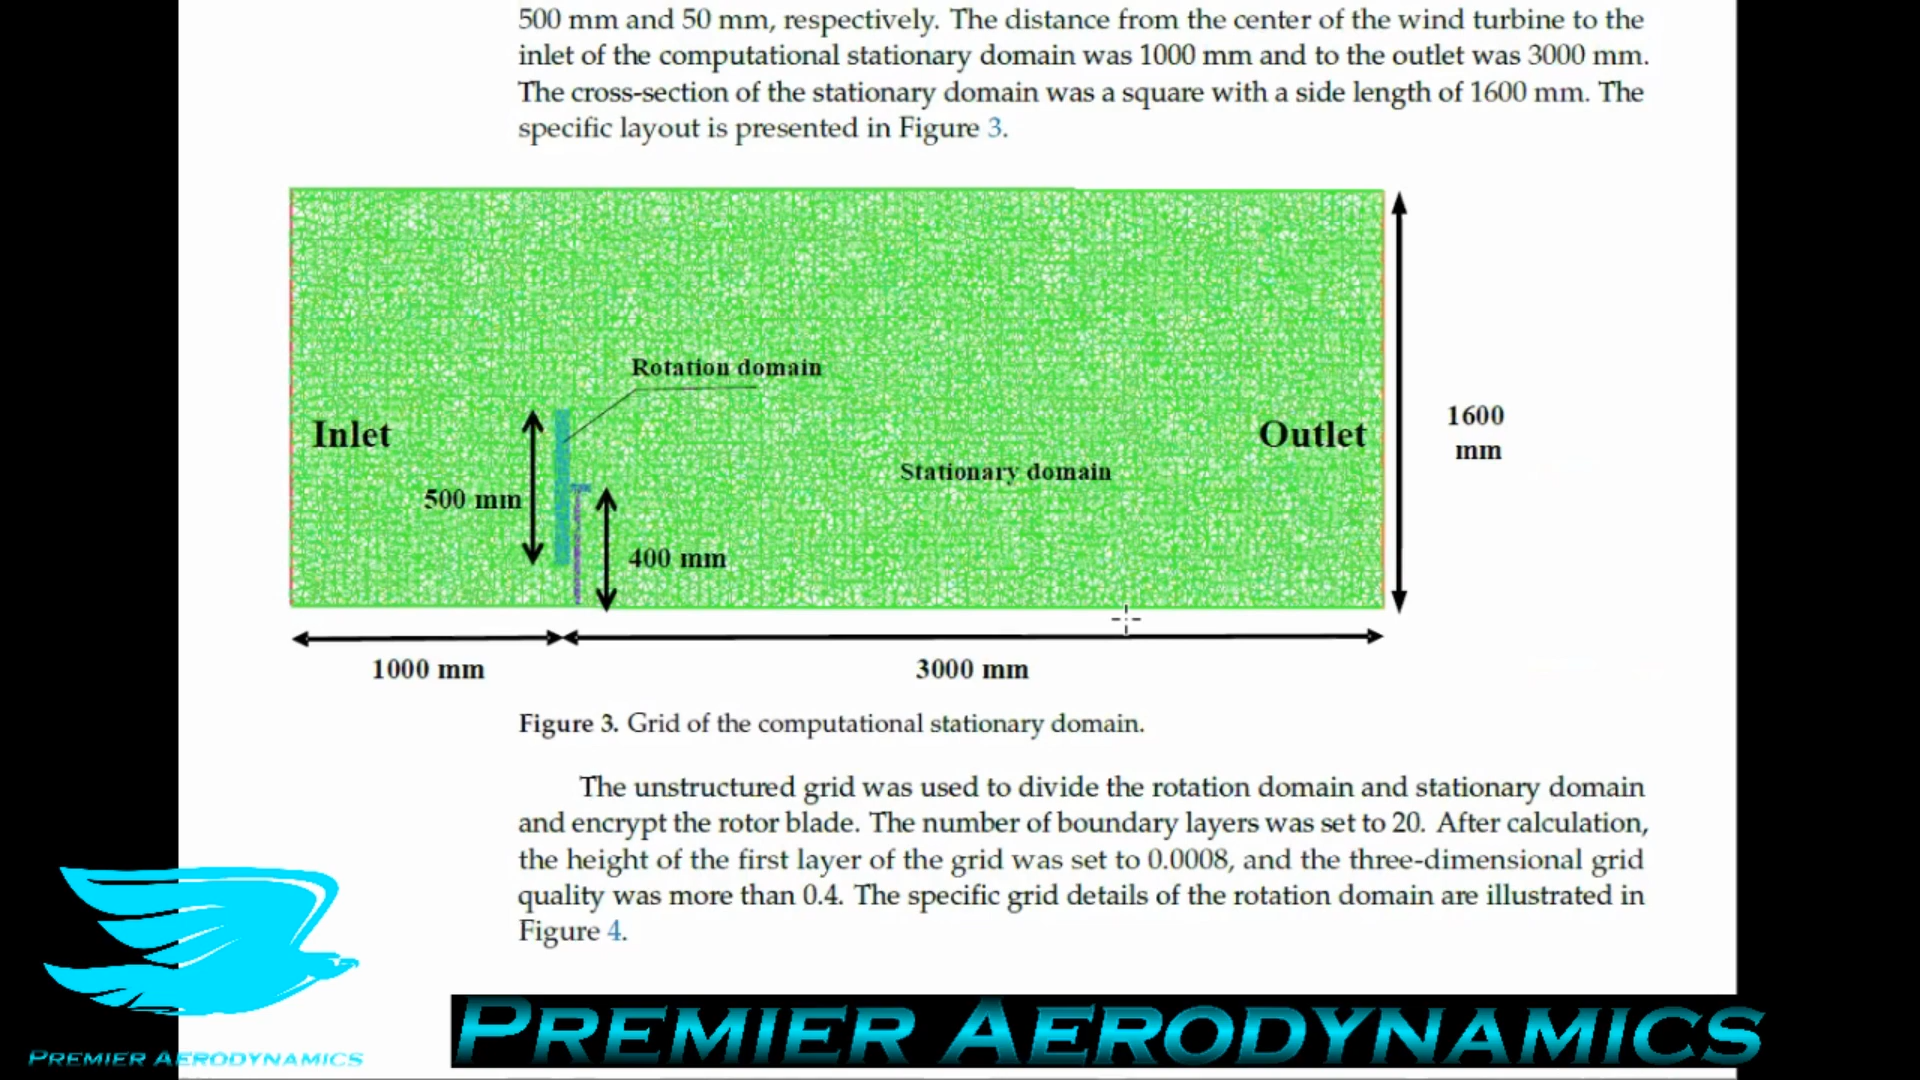 500 mm and 50 mm, respectively. The distance from the center of the wind turbine to the
inlet of the computational stationary domain was 1000 mm and to the outlet was 3000 mm.
The cross-section of the stationary domain was a square with a side length of 1600 mm. The
specific layout is presented in Figure 3.
Rotation domain
Inlet
Outlet
1600
mm
Stationary domain
500 mm
400 mm
1000 mm
3000 mm
Figure 3. Grid of the computational stationary domain.
The unstructured grid was used to divide the rotation domain and stationary domain
and encrypt the rotor blade. The number of boundary layers was set to 20. After calculation,
the height of the first layer of the grid was set to 0.0008, and the three-dimensional grid
quality was more than 0.4. The specific grid details of the rotation domain are illustrated in
Figure 4.
PREMIER AERODYNAMICS
PREMIER AERODYNAMICS